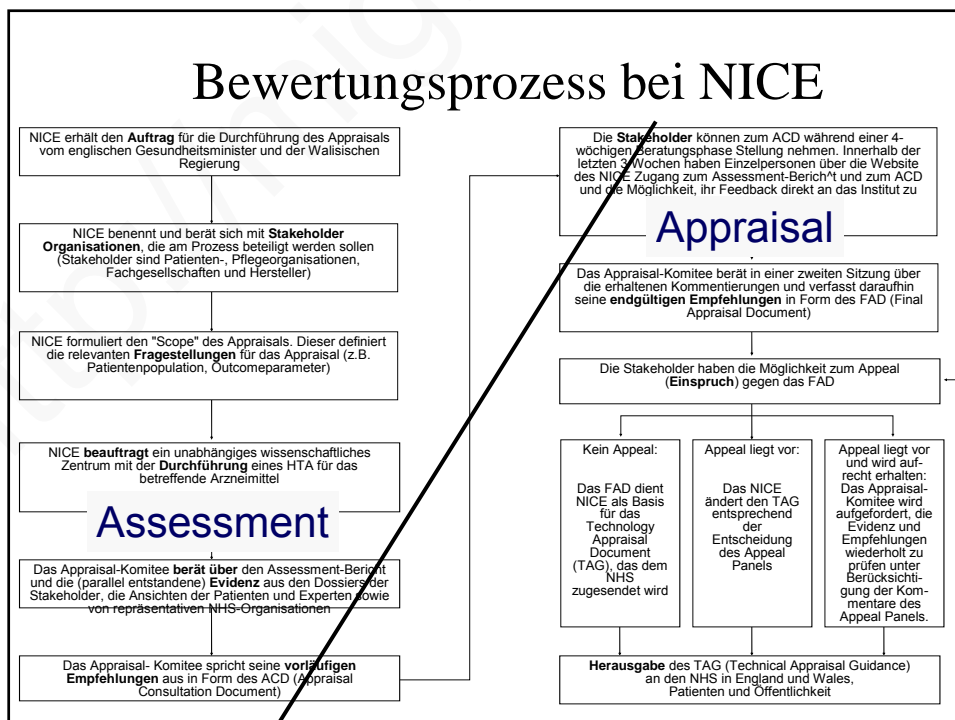 Bewertungsprozess bei NICE
NICE erhält den Auftrag für die Durchführung des Appraisals
vom englischen Gesundheitsminister und der Walisischen
Regierung
NICE benennt und berät sich mit Stakeholder
Organisationen, die am Prozess beteiligt werden sollen
(Stakeholder sind Patienten-, Pflegeorganisationen,
Fachgesellschaften und Hersteller)
NICE formuliert den "Scope" des Appraisals. Dieser definiert
die relevanten Fragestellungen für das Appraisal (z.B.
Patientenpopulation, Outcomeparameter)
NICE beauftragt ein unabhängiges wissenschaftliches
Zentrum mit der Durchführung eines HTA für das
betreffende Arzneimittel
Assessment
Das Appraisal-Komitee berät über den Assessment-Bericht
und die (parallel entstandene) Evidenz aus den Dossiers der
Stakeholder, die Ansichten der Patienten und Experten sowie
von repräsentativen NHS-Organisationen
Das Appraisal- Komitee spricht seine vorläufigen
Empfehlungen aus in Form des ACD (Appraisal
Consultation Document)
Die Stakeholder können zum ACD während einer 4-
wöchigen Beratungsphase Stellung nehmen. Innerhalb der
letzten 3 Wochen haben Einzelpersonen über die Website
des NICE Zugang zum Assessment-Berich^t und zum ACD
und die Möglichkeit, ihr Feedback direkt an das Institut zu
Appraisal
Das Appraisal-Komitee berät in einer zweiten Sitzung über
die erhaltenen Kommentierungen und verfasst daraufhin
seine endgültigen Empfehlungen in Form des FAD (Final
Appraisal Document)
Die Stakeholder haben die Möglichkeit zum Appeal
(Einspruch) gegen das FAD
Kein Appeal:
Das FAD dient
NICE als Basis
für das
Technology
Appraisal
Document
(TAG), das dem
NHS
zugesendet wird
Appeal liegt vor:
Das NICE
ändert den TAG
entsprechend
der
Entscheidung
des Appeal
Panels
Appeal liegt vor
und wird auf-
recht erhalten:
Das Appraisal-
Komitee wird
aufgefordert, die
Evidenz und
Empfehlungen
wiederholt zu
prüfen unter
Berücksichti-
gung der Kom-
mentare des
Appeal Panels.
Herausgabe des TAG (Technical Appraisal Guidance)
an den NHS in England und Wales,
Patienten und Öffentlichkeit